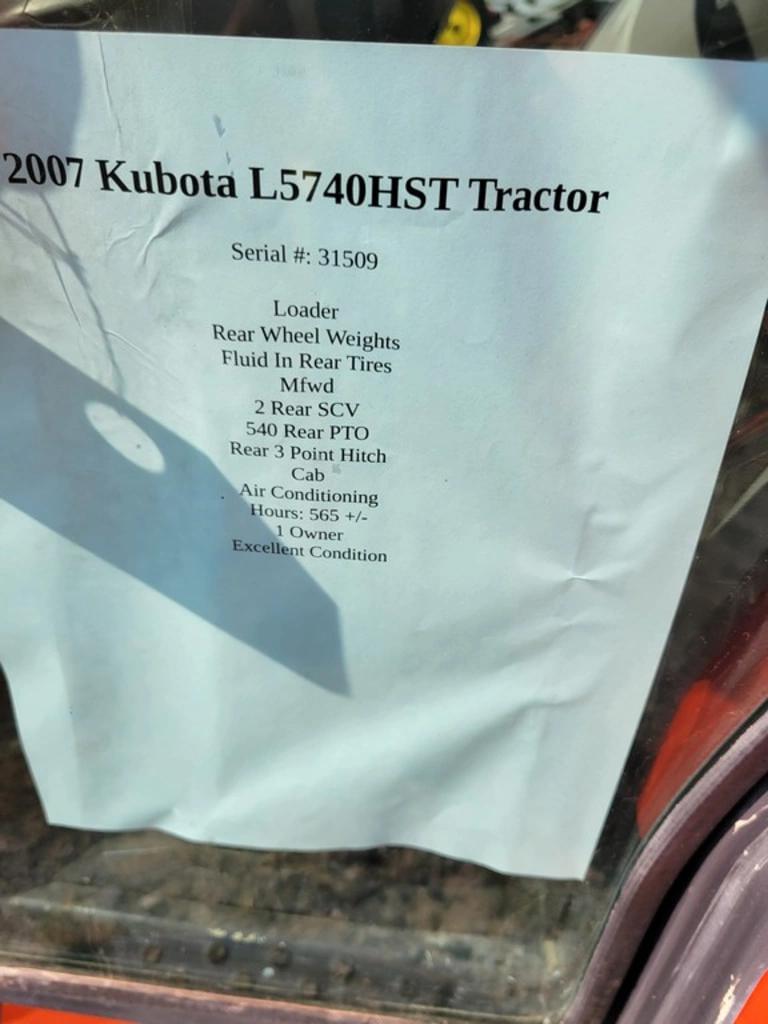 2007 Kubota L5740HST Tractor
Serial #: 31509
Loader
Rear Wheel Weights
Fluid In Rear Tires
Mfwd
2 Rear SCV
540 Rear PTO
Rear 3 Point Hitch
Cab
Air Conditioning
Hours: 565 +/-
1 Owner
Excellent Condition